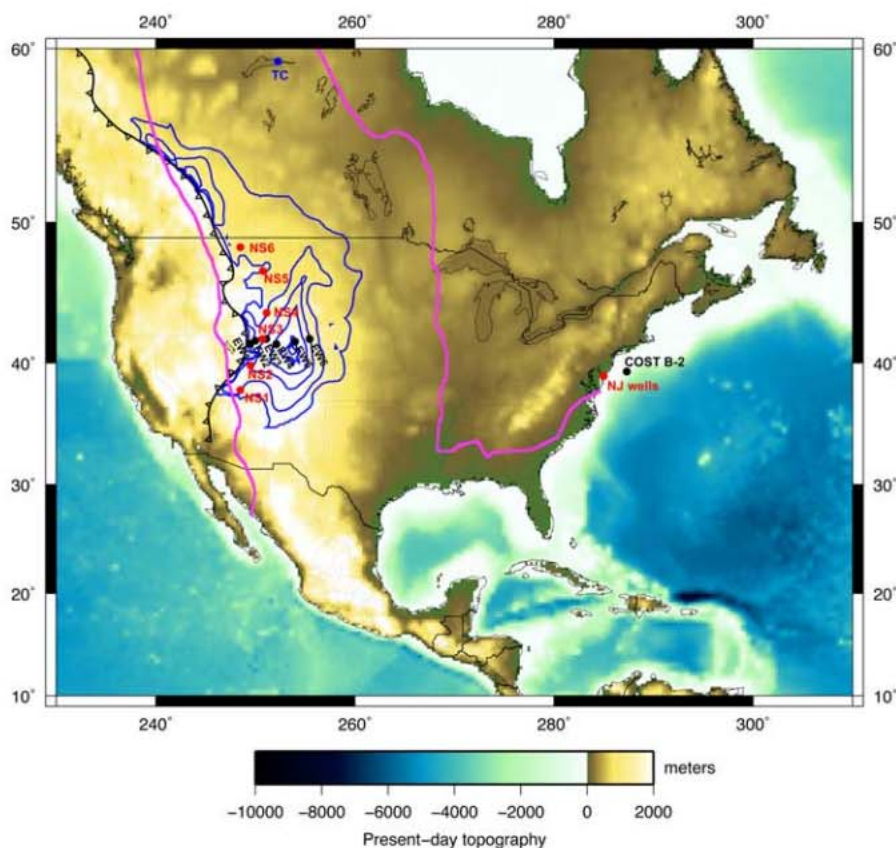 240° 260° 280° 300°
60° 60°
TC
50° 50°
NS6
NS5
NS4
NS3
40° 40°
NS2
COST B-2
NJ wells
NS1
30° 30°
20° 20°
10° 10°
240° 260° 280° 300°
meters
−10000 −8000 −6000 −4000 −2000 0 2000
Present−day topography